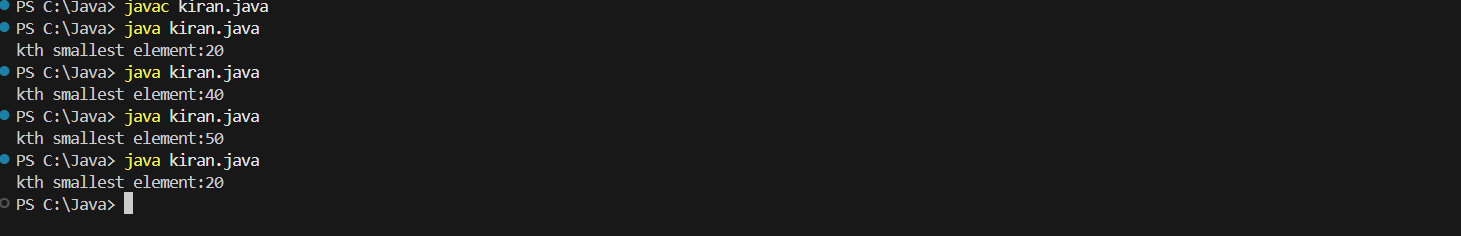 PS C:\Java> javac kiran.java
PS C:\Java> java kiran.java
kth smallest element:20
PS C:\Java> java kiran.java
kth smallest element:40
PS C:\Java> java kiran.java
kth smallest element:50
PS C:\Java> java kiran.java
kth smallest element:20
PS C:\Java>